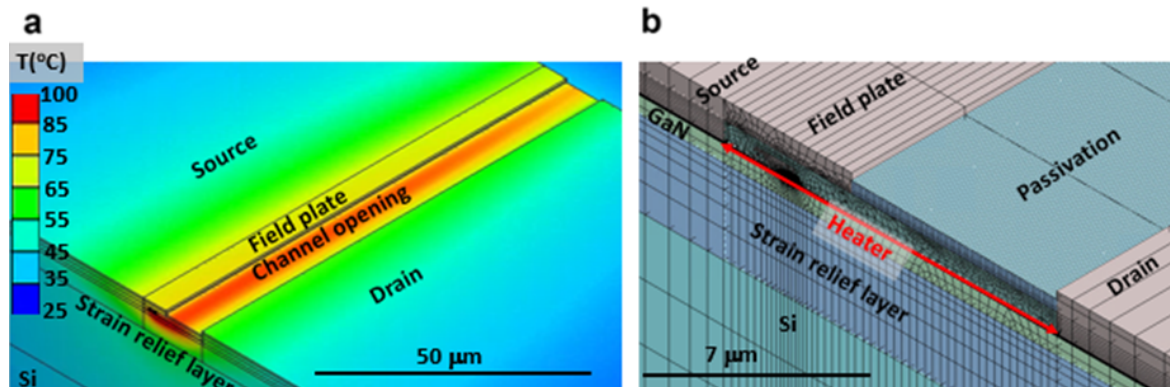 a
T(°C)
100
85
75
65
55
45
35
25
Source
Field plate
Channel opening
Drain
Strain relief layer
Si
50 μm
b
Source
Field plate
GaN
Passivation
Heater
Strain relief layer
Drain
Si
7 μm